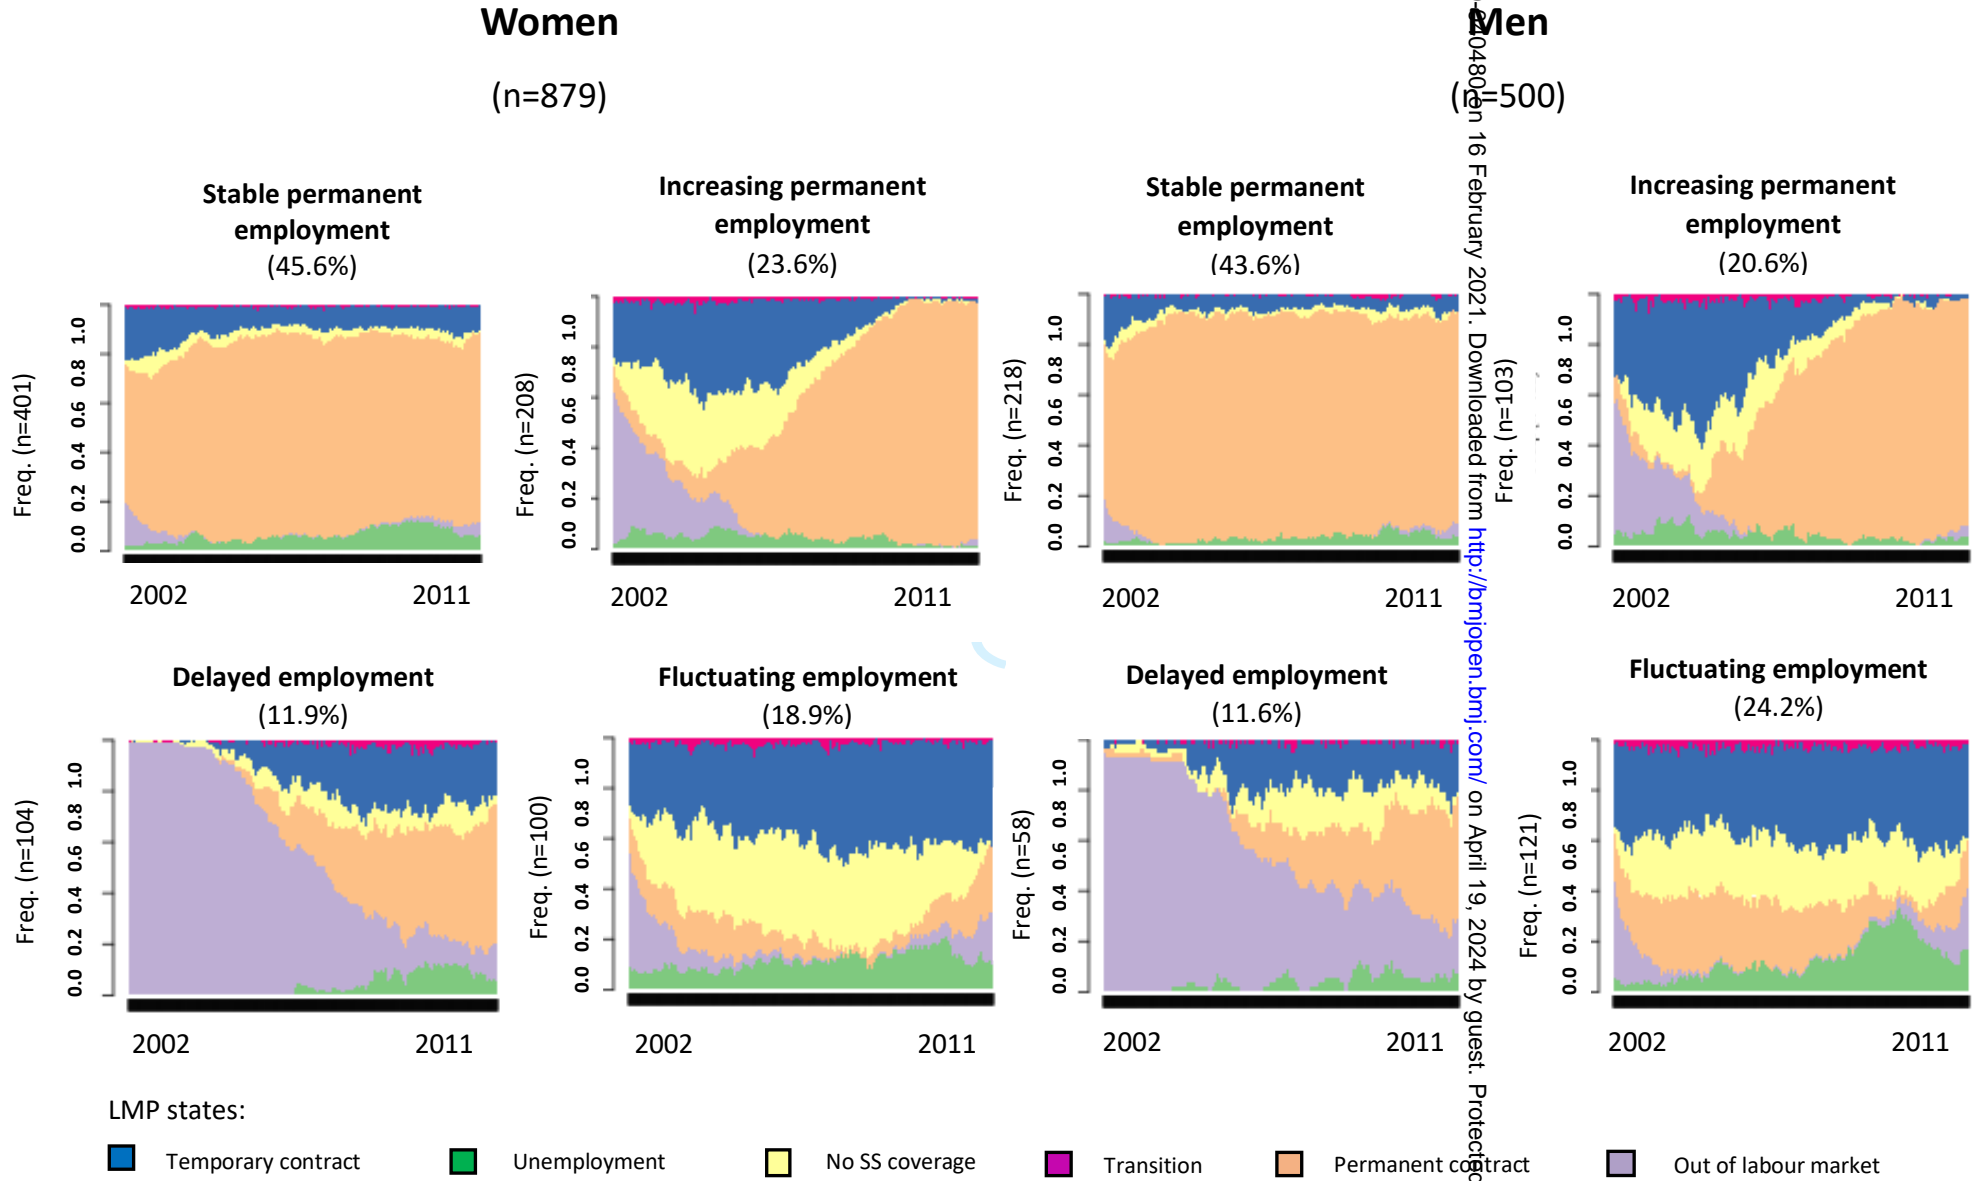 Women
(n=879)
Men
(n=500)
Stable permanent
employment
(45.6%)
Increasing permanent
employment
(23.6%)
Stable permanent
employment
(43.6%)
Increasing permanent
employment
(20.6%)
Freq. (n=401)
0.0 0.2 0.4 0.6 0.8 1.0
2002 2011
Freq. (n=208)
0.0 0.2 0.4 0.6 0.8 1.0
2002 2011
Freq. (n=218)
0.0 0.2 0.4 0.6 0.8 1.0
2002 2011
Freq. (n=103)
0.0 0.2 0.4 0.6 0.8 1.0
2002 2011
Delayed employment
(11.9%)
Fluctuating employment
(18.9%)
Delayed employment
(11.6%)
Fluctuating employment
(24.2%)
Freq. (n=104)
0.0 0.2 0.4 0.6 0.8 1.0
2002 2011
Freq. (n=100)
0.0 0.2 0.4 0.6 0.8 1.0
2002 2011
Freq. (n=58)
0.0 0.2 0.4 0.6 0.8 1.0
2002 2011
Freq. (n=121)
0.0 0.2 0.4 0.6 0.8 1.0
2002 2011
LMP states:
Temporary contract
Unemployment
No SS coverage
Transition
Permanent contract
Out of labour market
on 16 February 2021. Downloaded from http://bmjopen.bmj.com/ on April 19, 2024 by guest.